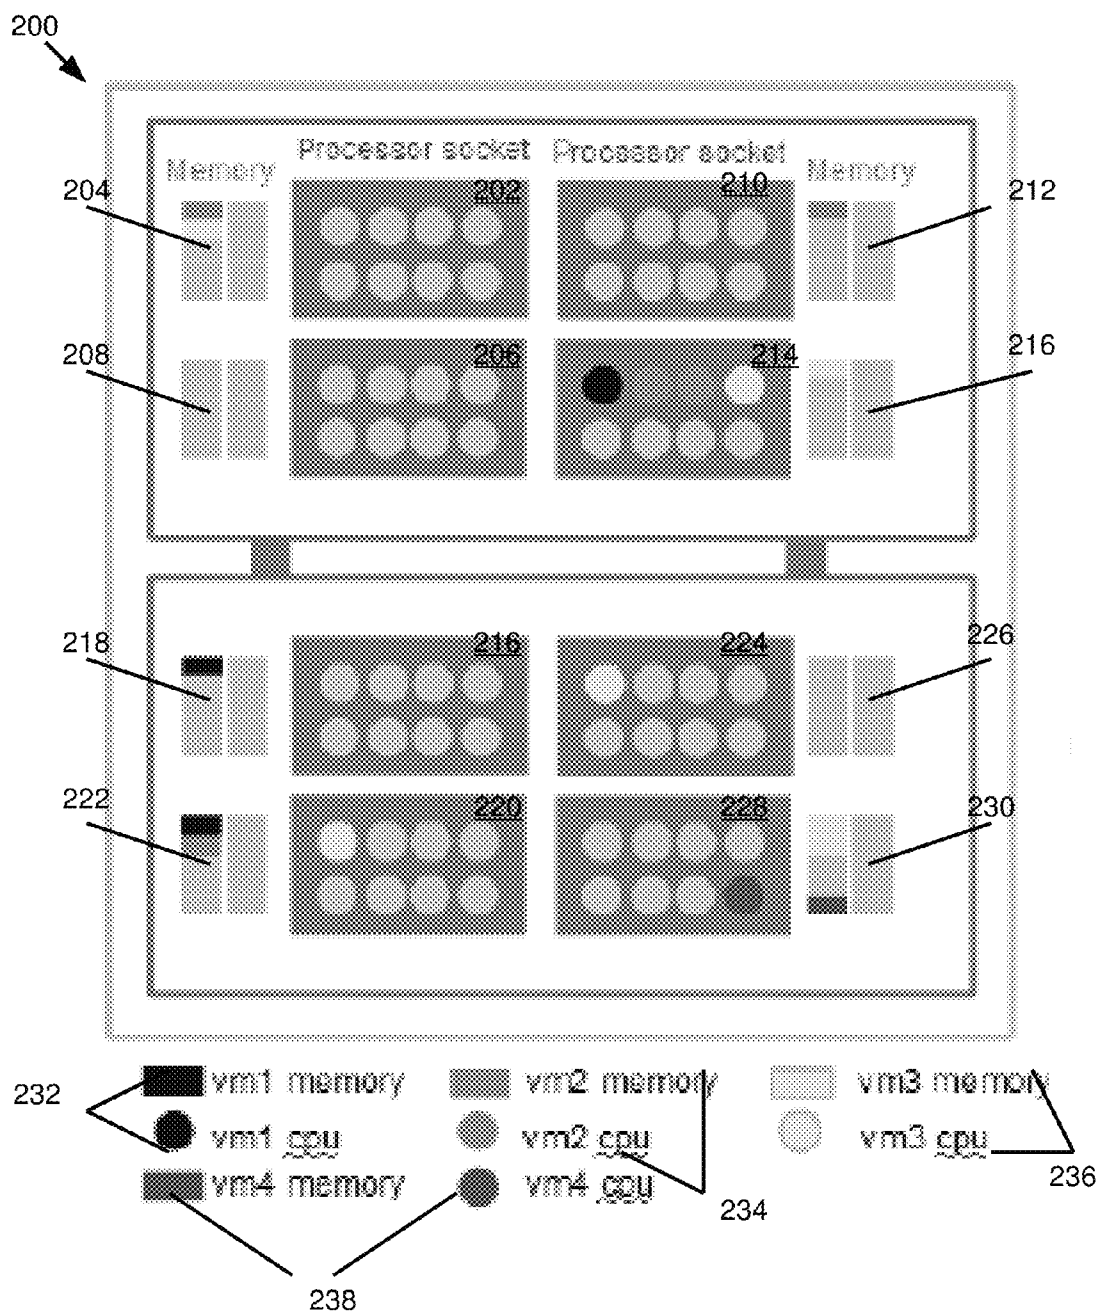 200
Processor socket Processor socket
Memory Memory
204 202 210 212
208 206 214 216
218 216 224 226
222 220 228 230
232 vm1 memory vm2 memory vm3 memory
vm1 cpu vm2 cpu vm3 cpu
vm4 memory vm4 cpu
234 236
238